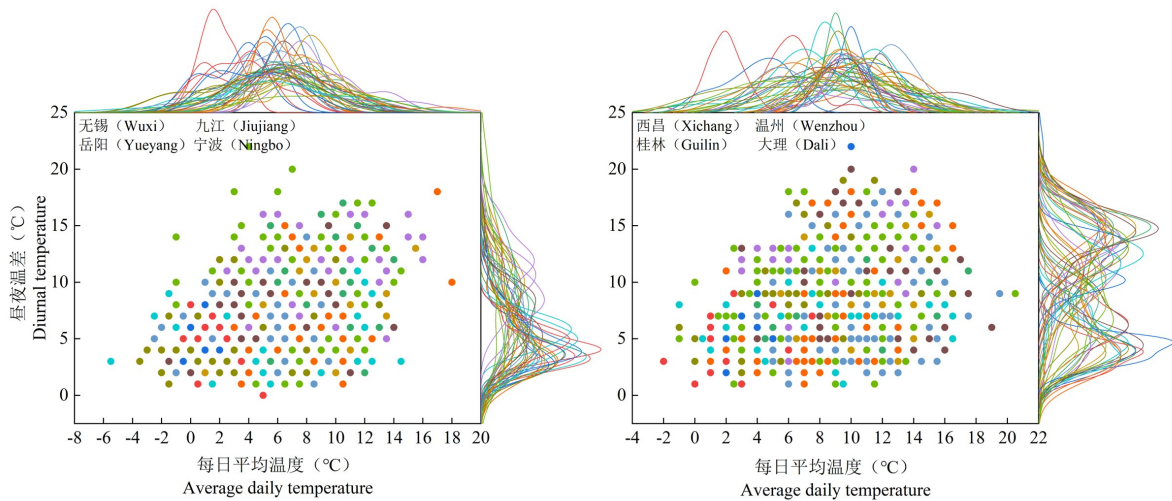 25
20
15
10
5
0
昼夜温差（℃）
Diurnal temperature
无锡（Wuxi） 九江（Jiujiang）
岳阳（Yueyang） 宁波（Ningbo）
-8 -6 -4 -2 0 2 4 6 8 10 12 14 16 18 20
每日平均温度（℃）
Average daily temperature
25
20
15
10
5
0
西昌（Xichang） 温州（Wenzhou）
桂林（Guilin） 大理（Dali）
-4 -2 0 2 4 6 8 10 12 14 16 18 20 22
每日平均温度（℃）
Average daily temperature